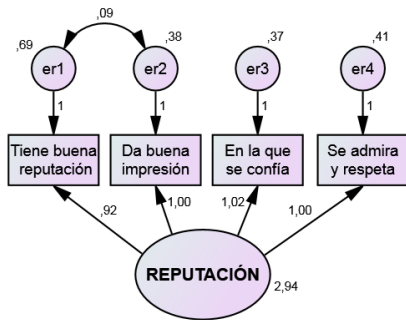 ,09
,69
,38
,37
,41
er1
er2
er3
er4
1
1
1
1
Tiene buena
reputación
Da buena
impresión
En la que
se confía
Se admira
y respeta
,92
1,00
1,02
1,00
REPUTACIÓN
2,94